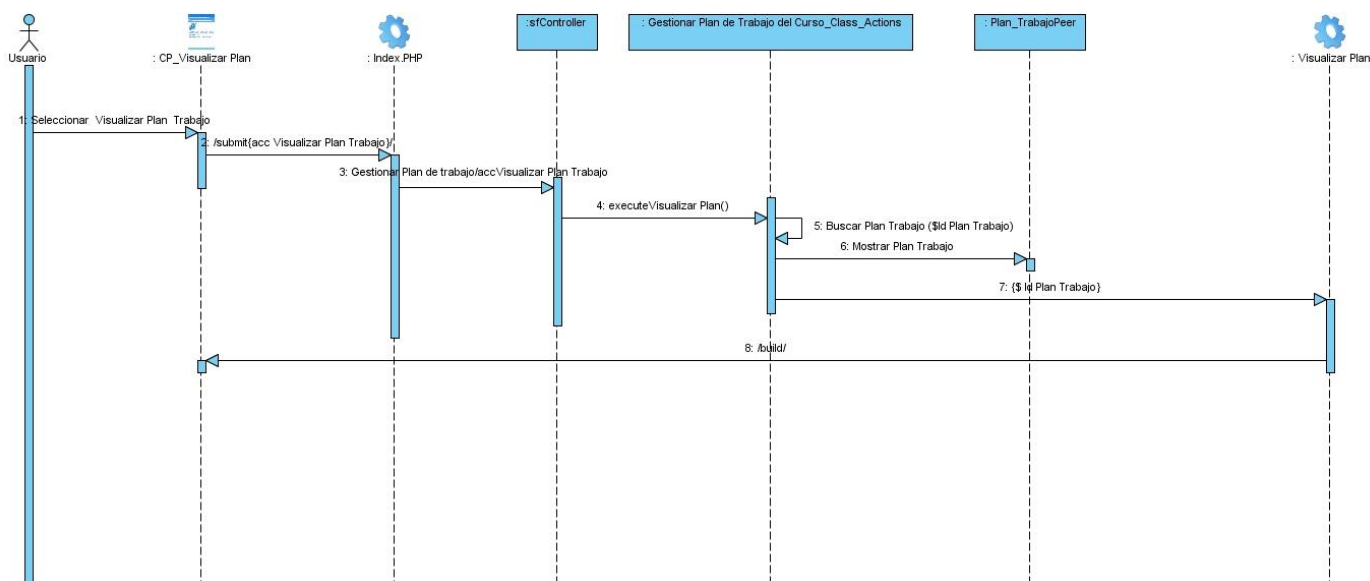 Usuario
: CP_Visualizar Plan
: Index.PHP
:sfController
: Gestionar Plan de Trabajo del Curso_Class_Actions
: Plan_TrabajoPeer
: Visualizar Plan
1: Seleccionar Visualizar Plan Trabajo
2: /submit{acc Visualizar Plan Trabajo}/
3: Gestionar Plan de trabajo/accVisualizar Plan Trabajo
4: executeVisualizar Plan()
5: Buscar Plan Trabajo ($Id Plan Trabajo)
6: Mostrar Plan Trabajo
7: {$ Id Plan Trabajo}
8: /build/